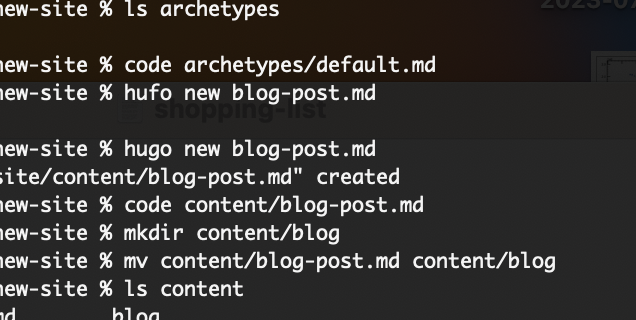 new-site % ls archetypes
new-site % code archetypes/default.md
new-site % hufo new blog-post.md
shopping-list
new-site % hugo new blog-post.md
site/content/blog-post.md" created
new-site % code content/blog-post.md
new-site % mkdir content/blog
new-site % mv content/blog-post.md content/blog
new-site % ls content
md blog